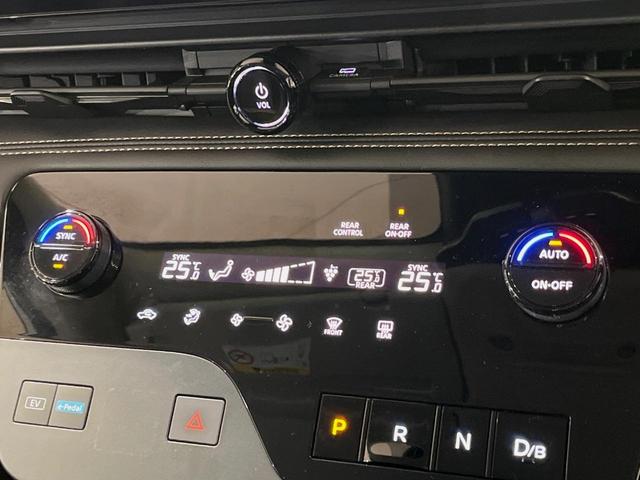 VOL
CAMERA
REAR CONTROL
REAR ON·OFF
SYNC
A/C
SYNC
25.0
25.0
REAR
SYNC
25.0
AUTO
ON·OFF
FRONT
REAR
EV
e-Pedal
P
R
N
D/B